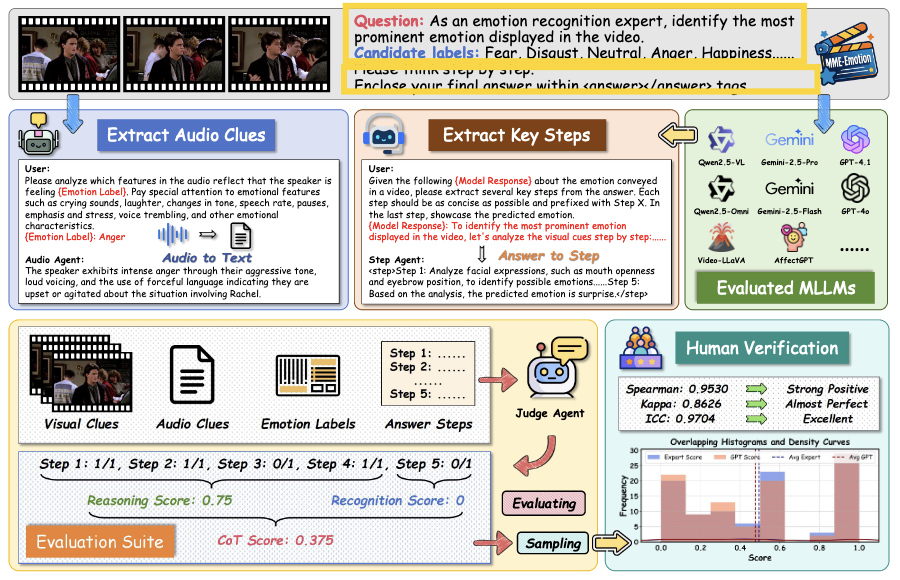 Question: As an emotion recognition expert, identify the most
prominent emotion displayed in the video.
Candidate labels: Fear, Disgust, Neutral, Anger, Happiness......
Please think step by step.
Enclose your final answer within <answer></answer> tags
MME-Emotion
Extract Audio Clues
User:
Please analyze which features in the audio reflect that the speaker is
feeling {Emotion Label}. Pay special attention to emotional features
such as crying sounds, laughter, changes in tone, speech rate, pauses,
emphasis and stress, voice trembling, and other emotional
characteristics.
{Emotion Label}: Anger
Audio to Text
Audio Agent:
The speaker exhibits intense anger through their aggressive tone,
loud voicing, and the use of forceful language indicating they are
upset or agitated about the situation involving Rachel.
Extract Key Steps
User:
Given the following {Model Response} about the emotion conveyed
in a video, please extract several key steps from the answer. Each
step should be as concise as possible and prefixed with Step X. In
the last step, showcase the predicted emotion.
{Model Response}: To identify the most prominent emotion
displayed in the video, let's analyze the visual cues step by step:......
Answer to Step
Step Agent:
<step>Step 1: Analyze facial expressions, such as mouth openness
and eyebrow position, to identify possible emotions......Step 5:
Based on the analysis, the predicted emotion is surprise.</step>
Gemini
Qwen2.5-VL Gemini-2.5-Pro GPT-4.1
Gemini
Qwen2.5-Omni Gemini-2.5-Flash GPT-4o
Video-LLaVA AffectGPT ......
Evaluated MLLMs
Step 1: ......
Step 2: ......
......
Step 5: ......
Visual Clues Audio Clues Emotion Labels Answer Steps
Judge Agent
Step 1: 1/1, Step 2: 1/1, Step 3: 0/1, Step 4: 1/1, Step 5: 0/1
Reasoning Score: 0.75 Recognition Score: 0
CoT Score: 0.375
Evaluation Suite
Evaluating
Sampling
Human Verification
Spearman: 0.9530 Strong Positive
Kappa: 0.8626 Almost Perfect
ICC: 0.9704 Excellent
Overlapping Histograms and Density Curves
Expert Score GPT Score Avg Expert Avg GPT
Frequency
30
25
20
15
10
5
0
0.0 0.2 0.4 0.6 0.8 1.0
Score